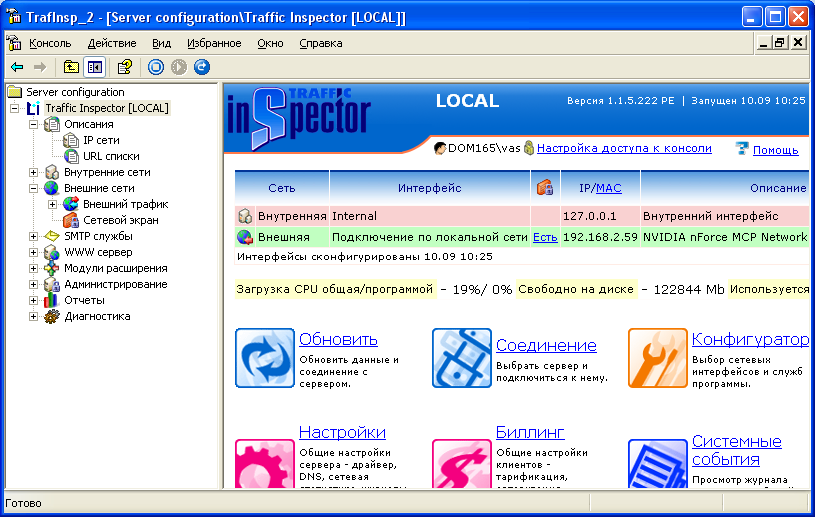 TrafInsp_2 - [Server configuration\Traffic Inspector [LOCAL]]
Консоль Действие Вид Избранное Окно Справка
Server configuration
Traffic Inspector [LOCAL]
Описания
IP сети
URL списки
Внутренние сети
Внешние сети
Внешний трафик
Сетевой экран
SMTP службы
WWW сервер
Модули расширения
Администрирование
Отчеты
Диагностика
TRAFFIC
inSpector
LOCAL
Версия 1.1.5.222 PE | Запущен 10.09 10:25
DOM165\vas Настройка доступа к консоли Помощь
Сеть Интерфейс IP/MAC Описание
Внутренняя Internal 127.0.0.1 Внутренний интерфейс
Внешняя Подключение по локальной сети Есть 192.168.2.59 NVIDIA nForce MCP Network
Интерфейсы сконфигурированы 10.09 10:25
Загрузка CPU общая/программой - 19%/ 0% Свободно на диске - 122844 Mb Используется
Обновить
Обновить данные и
соединение с
сервером.
Соединение
Выбрать сервер и
подключиться к нему.
Конфигуратор
Выбор сетевых
интерфейсов и служб
программы.
Настройки
Общие настройки
сервера - драйвер,
DNS, сетевая
Биллинг
Общие настройки
клиентов -
тарификация,
Системные
события
Просмотр журнала
Готово